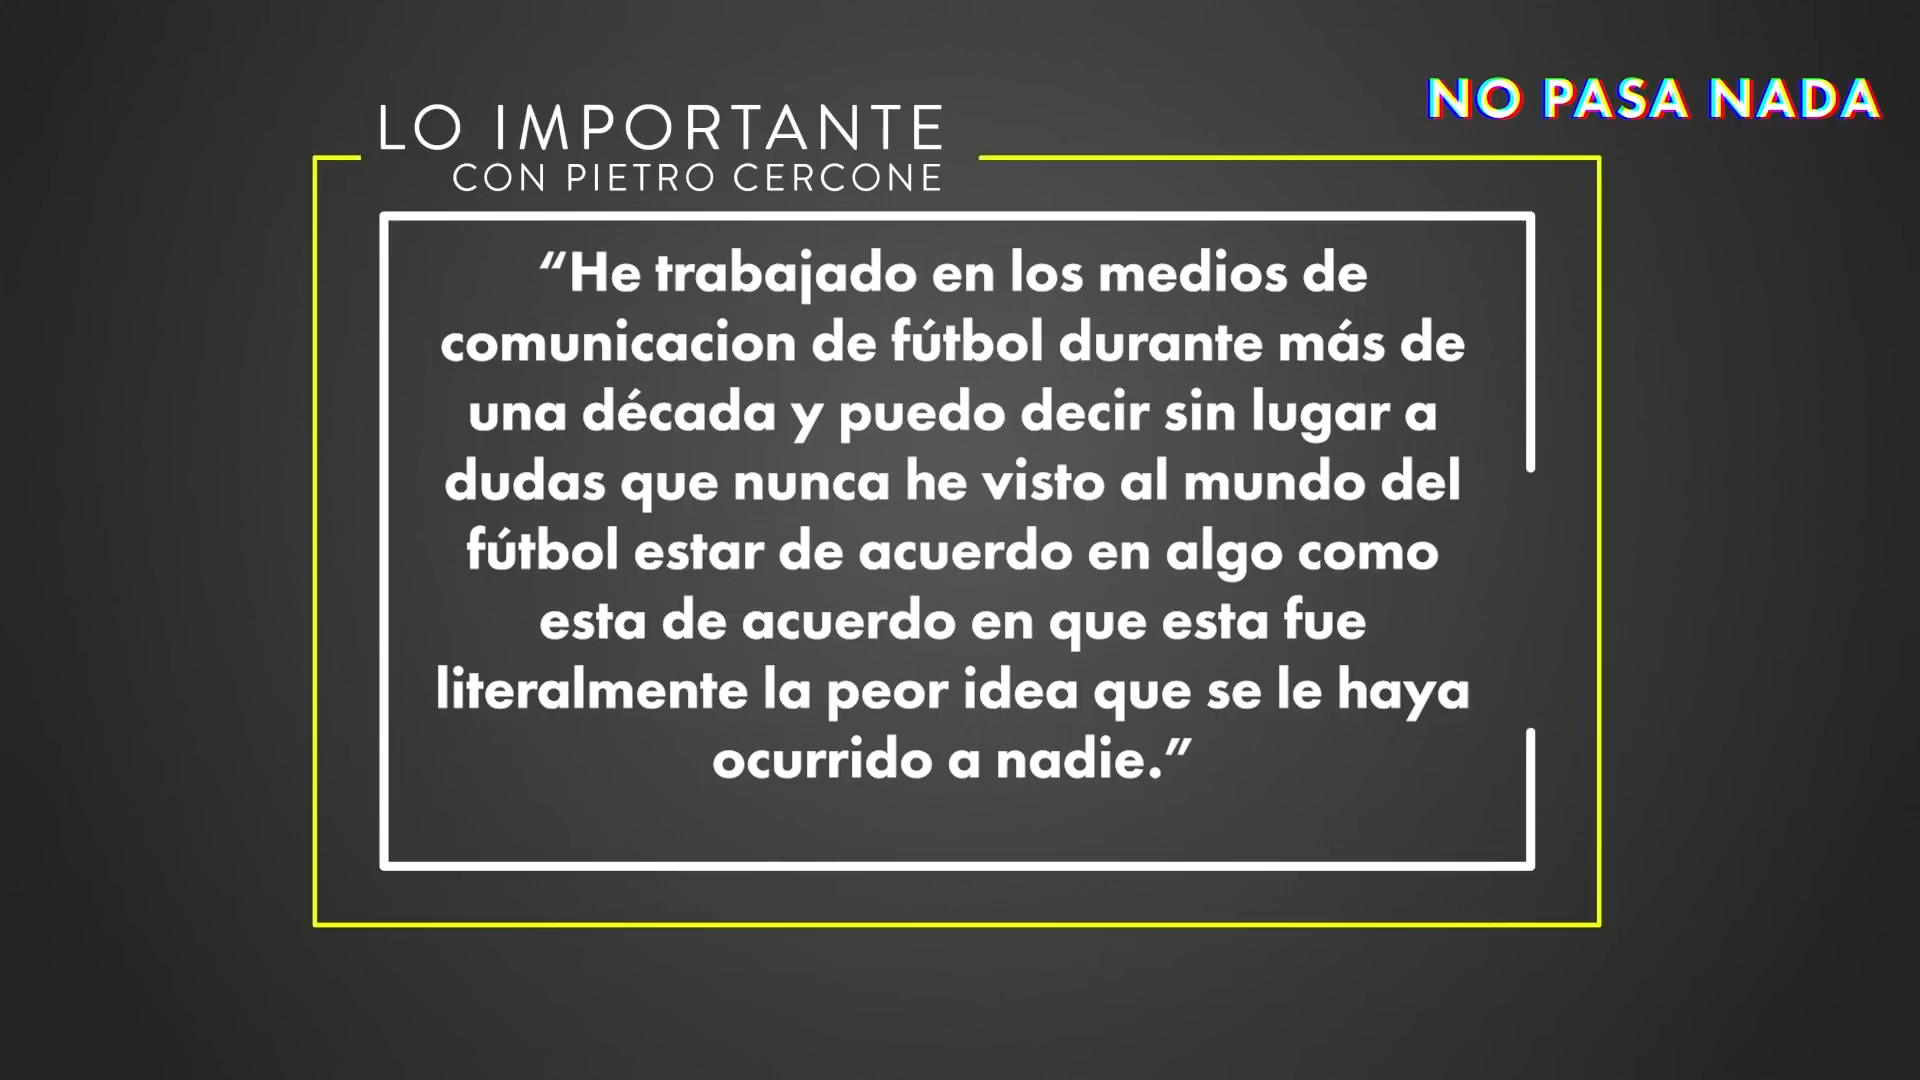 NO PASA NADA
LO IMPORTANTE
CON PIETRO CERCONE
“He trabajado en los medios de
comunicacion de fútbol durante más de
una década y puedo decir sin lugar a
dudas que nunca he visto al mundo del
fútbol estar de acuerdo en algo como
esta de acuerdo en que esta fue
literalmente la peor idea que se le haya
ocurrido a nadie.”